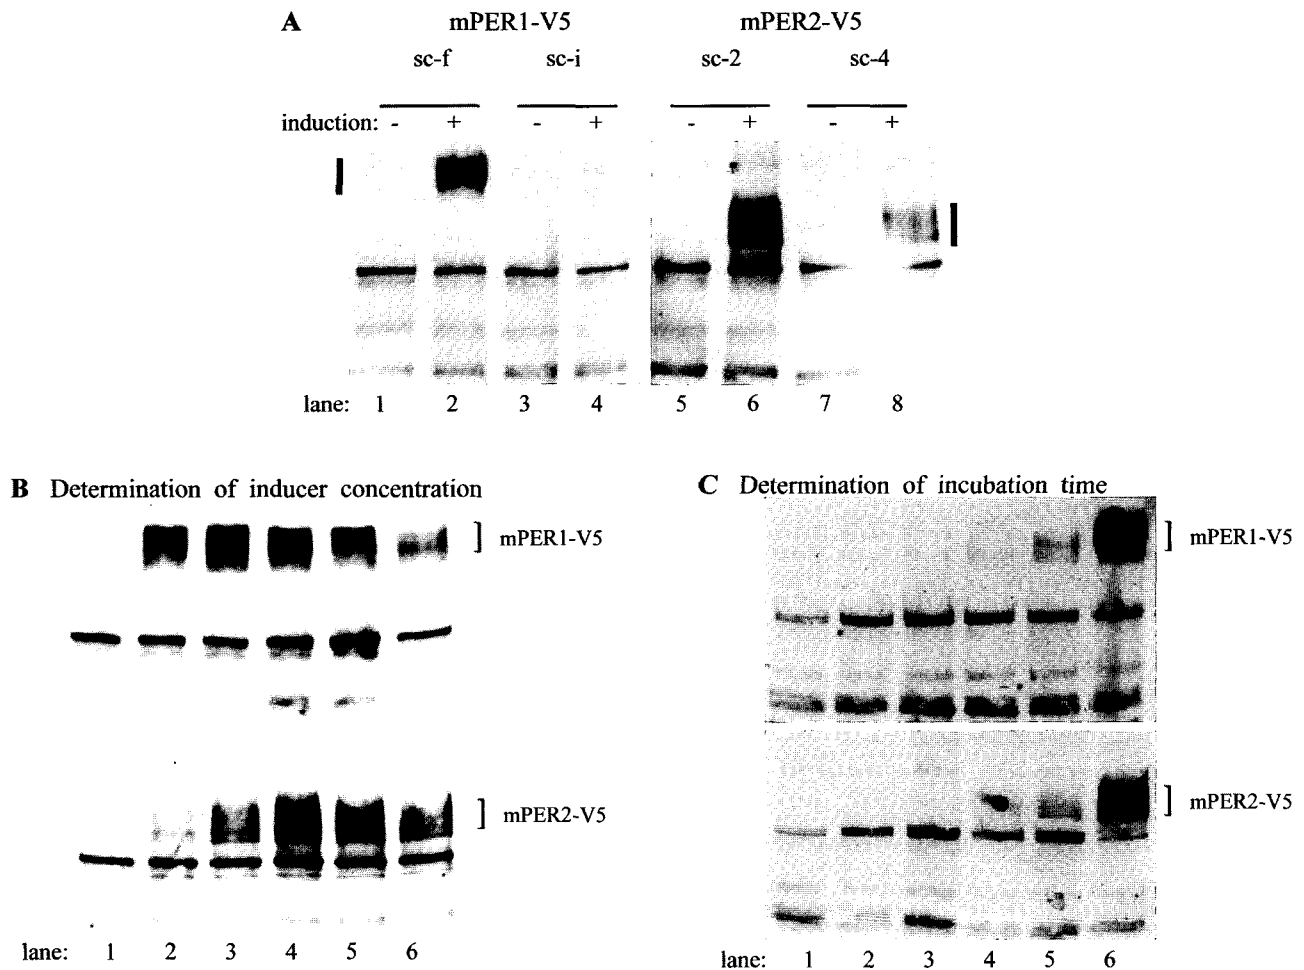 A mPER1-V5 mPER2-V5
sc-f sc-i sc-2 sc-4
induction: - + - + - + - +
lane: 1 2 3 4 5 6 7 8
B Determination of inducer concentration
mPER1-V5
mPER2-V5
lane: 1 2 3 4 5 6
C Determination of incubation time
mPER1-V5
mPER2-V5
lane: 1 2 3 4 5 6